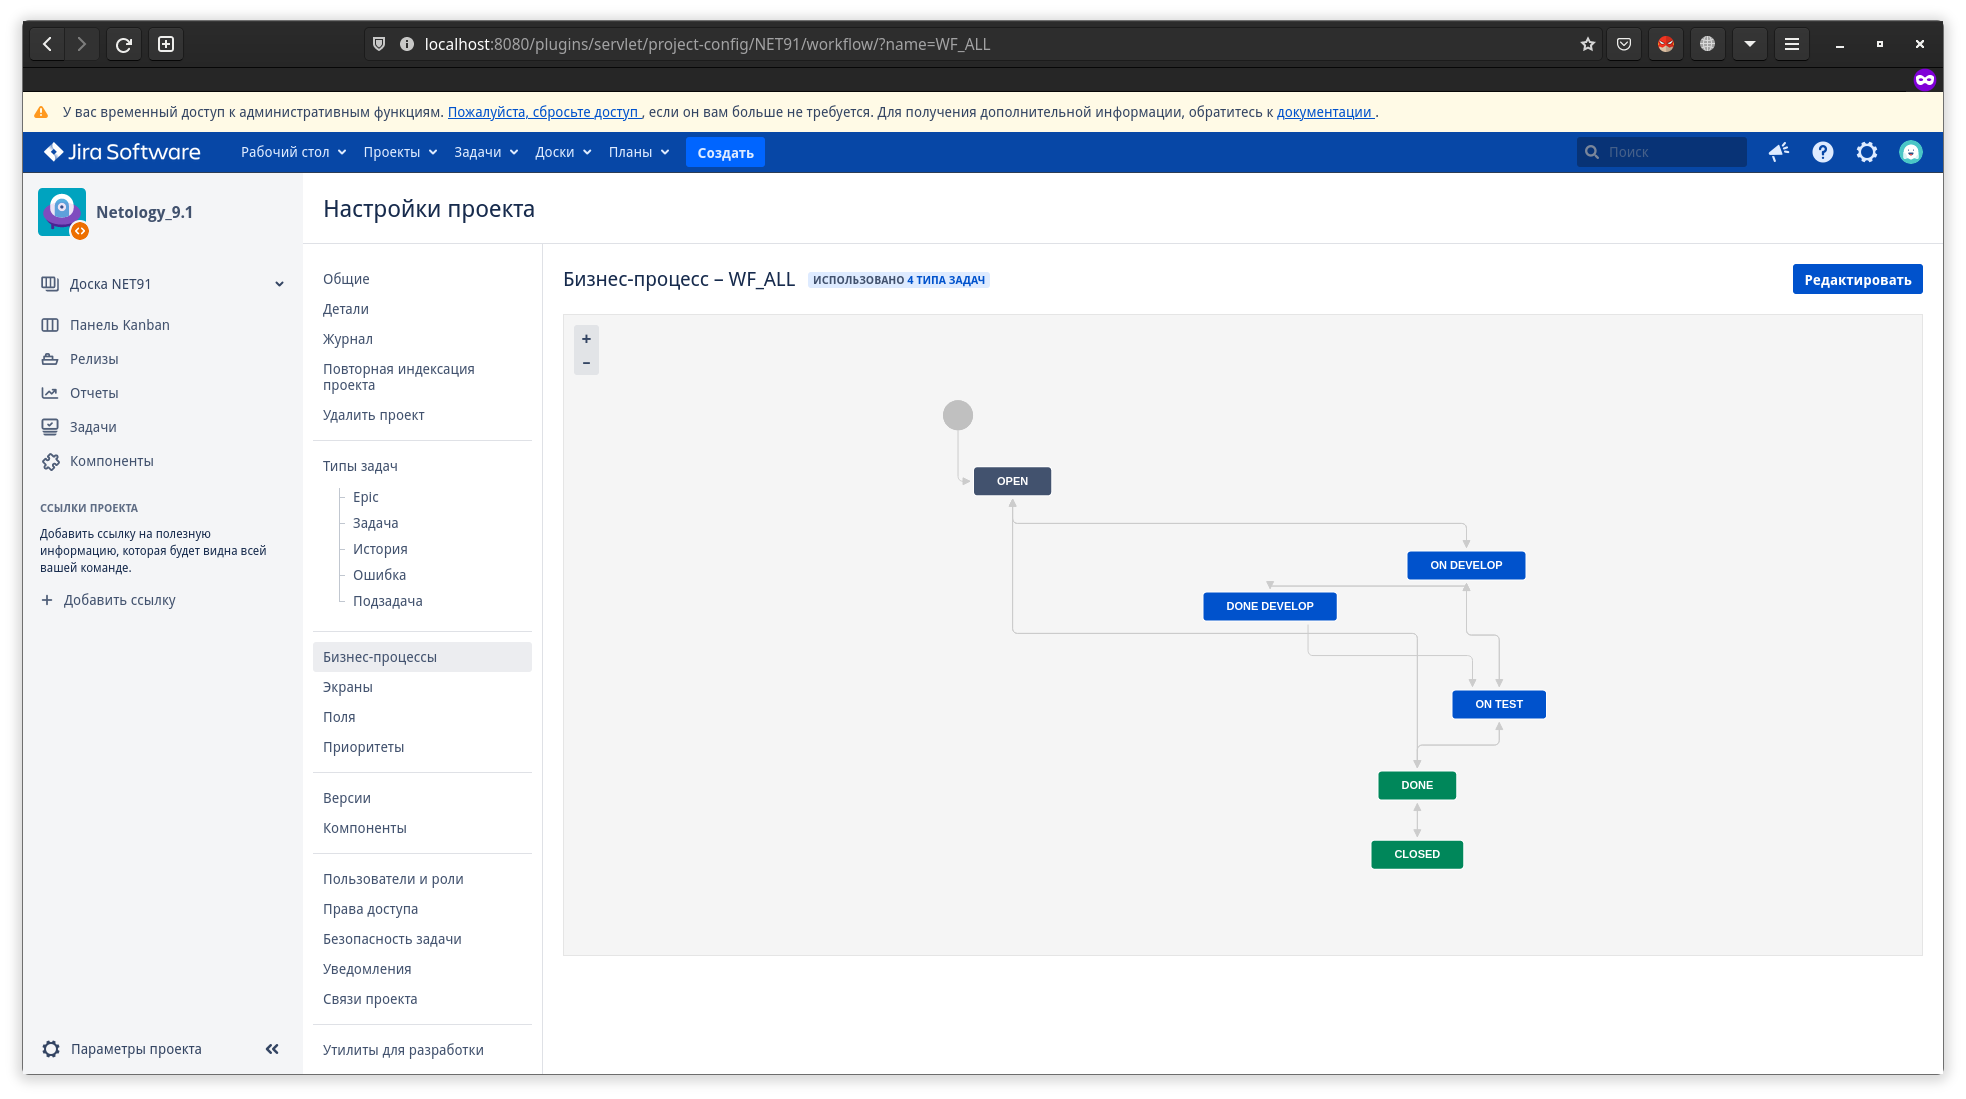 localhost:8080/plugins/servlet/project-config/NET91/workflow/?name=WF_ALL
У вас временный доступ к административным функциям. Пожалуйста, сбросьте доступ , если он вам больше не требуется. Для получения дополнительной информации, обратитесь к документации .
Jira Software
Рабочий стол
Проекты
Задачи
Доски
Планы
Создать
Поиск
Netology_9.1
Доска NET91
Панель Kanban
Релизы
Отчеты
Задачи
Компоненты
ССЫЛКИ ПРОЕКТА
Добавить ссылку на полезную
информацию, которая будет видна всей
вашей команде.
+ Добавить ссылку
Параметры проекта
Настройки проекта
Общие
Детали
Журнал
Повторная индексация
проекта
Удалить проект
Типы задач
Epic
Задача
История
Ошибка
Подзадача
Бизнес-процессы
Экраны
Поля
Приоритеты
Версии
Компоненты
Пользователи и роли
Права доступа
Безопасность задачи
Уведомления
Связи проекта
Утилиты для разработки
Бизнес-процесс – WF_ALL
ИСПОЛЬЗОВАНО 4 ТИПА ЗАДАЧ
Редактировать
+
–
OPEN
ON DEVELOP
DONE DEVELOP
ON TEST
DONE
CLOSED